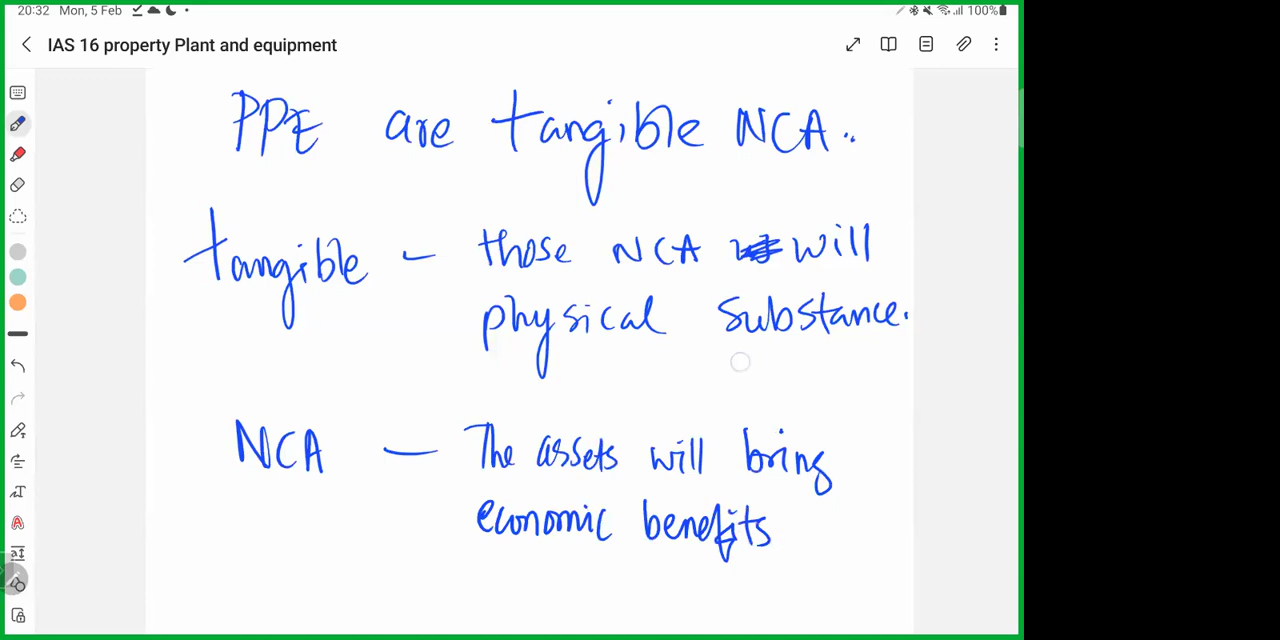 20:32 Mon, 5 Feb
100%
IAS 16 property Plant and equipment
PPE are tangible NCA.
tangible – those NCA will
physical substance.
NCA – The assets will bring
economic benefits